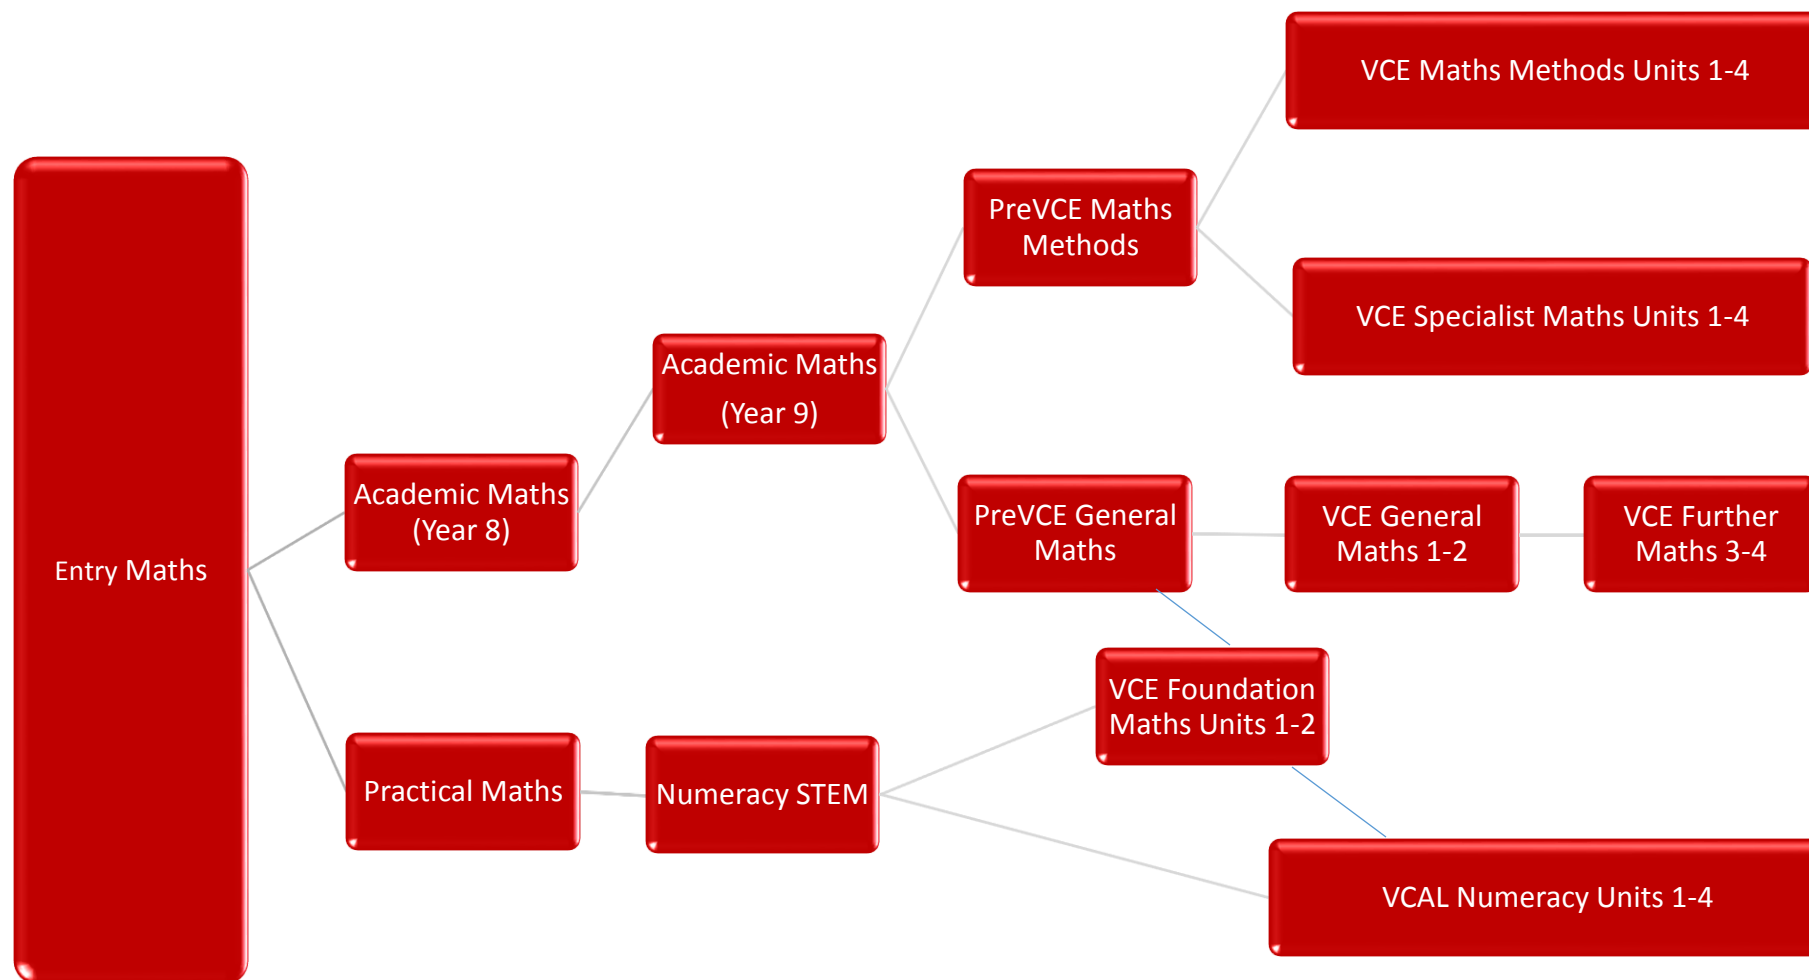 Entry Maths
Academic Maths
(Year 8)
Practical Maths
Academic Maths
(Year 9)
Numeracy STEM
PreVCE Maths
Methods
PreVCE General
Maths
VCE Foundation
Maths Units 1-2
VCE Maths Methods Units 1-4
VCE Specialist Maths Units 1-4
VCE General
Maths 1-2
VCE Further
Maths 3-4
VCAL Numeracy Units 1-4